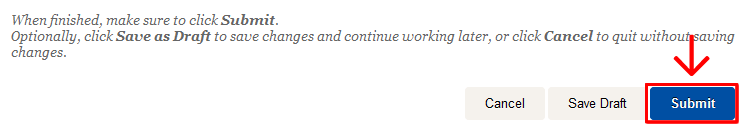 When finished, make sure to click Submit.
Optionally, click Save as Draft to save changes and continue working later, or click Cancel to quit without saving
changes.
Cancel Save Draft Submit